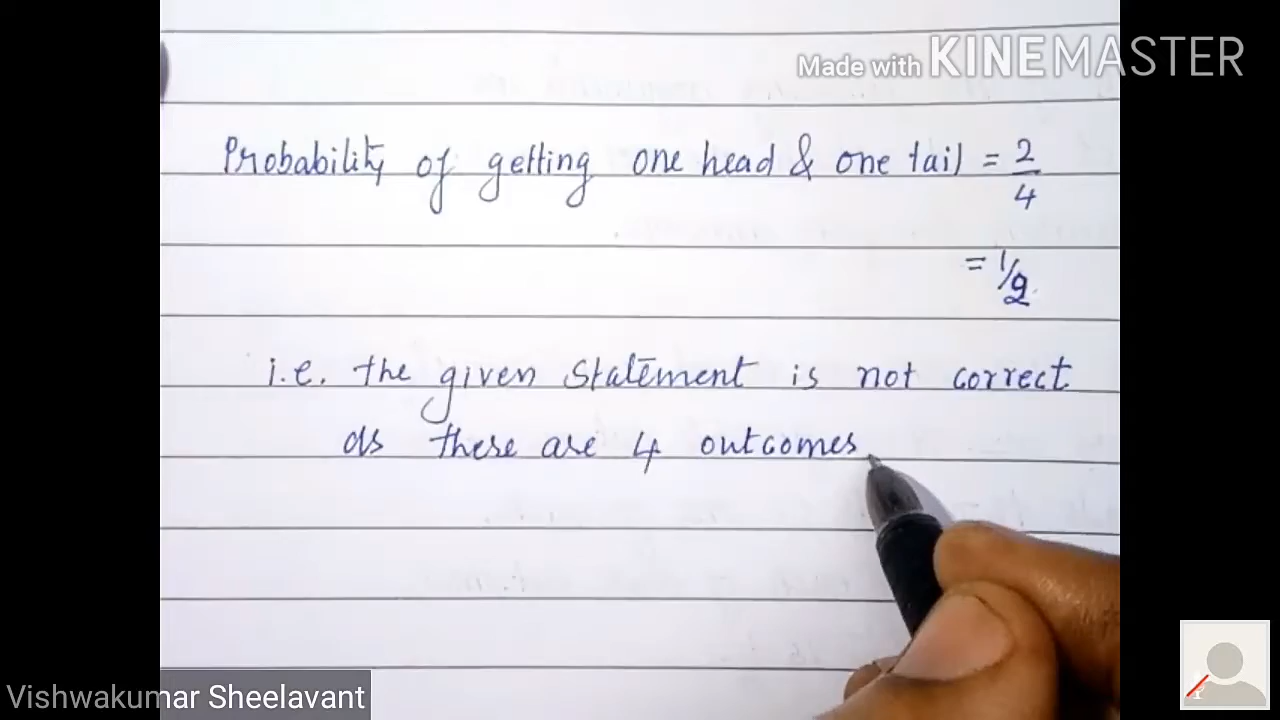 Made with KINEMASTER
Probability of getting one head & one tail = 2/4
= 1/2
i.e. the given statement is not correct
as there are 4 outcomes
Vishwakumar Sheelavant